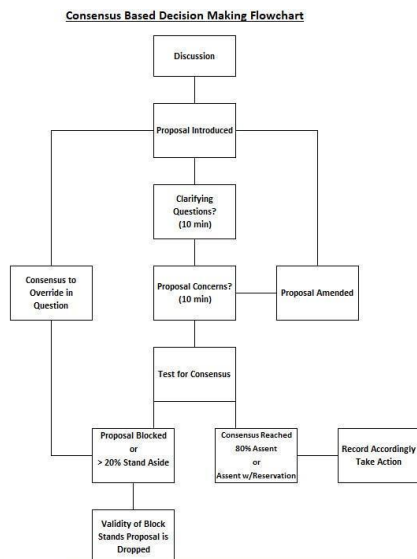 Consensus Based Decision Making Flowchart
Discussion
Proposal Introduced
Clarifying
Questions?
(10 min)
Consensus to
Override in
Question
Proposal Concerns?
(10 min)
Proposal Amended
Test for Consensus
Proposal Blocked
or
> 20% Stand Aside
Consensus Reached
80% Assent
or
Assent w/Reservation
Record Accordingly
Take Action
Validity of Block
Stands Proposal is
Dropped